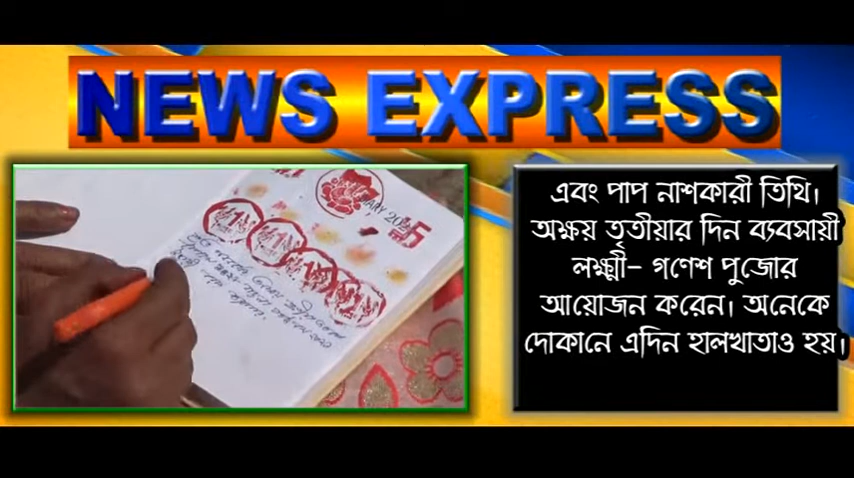 NEWS EXPRESS
এবং পাপ নাশকারী তিথি।
অক্ষয় তৃতীয়ার দিন ব্যবসায়ী
লক্ষ্মী- গণেশ পুজোর
আয়োজন করেন। অনেকে
দোকানে এদিন হালখাতাও হয়।